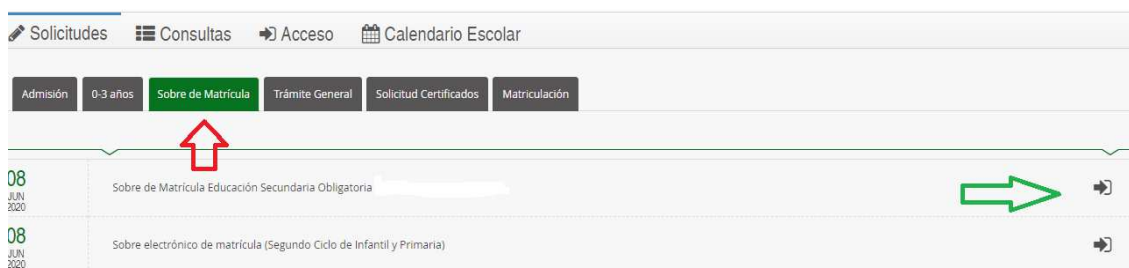 Solicitudes Consultas Acceso Calendario Escolar
Admisión 0-3 años Sobre de Matrícula Trámite General Solicitud Certificados Matriculación
08
JUN
2020
Sobre de Matrícula Educación Secundaria Obligatoria
08
JUN
2020
Sobre electrónico de matrícula (Segundo Ciclo de Infantil y Primaria)